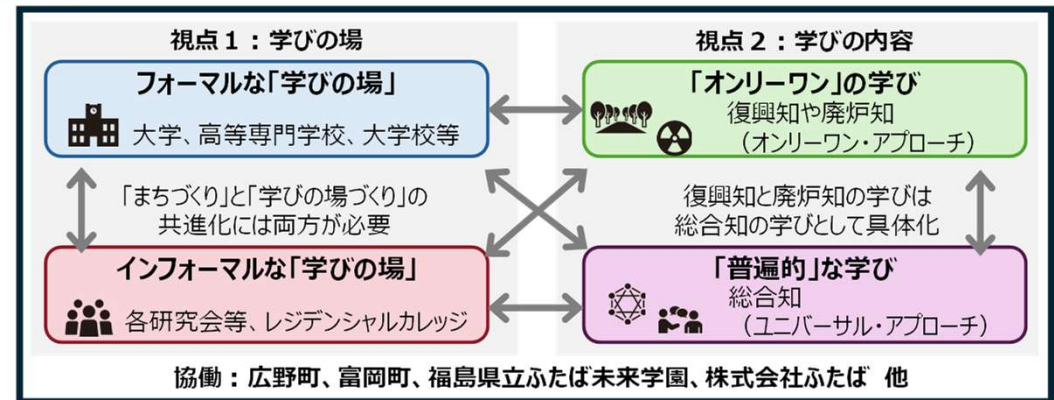 視点1：学びの場
フォーマルな「学びの場」
大学、高等専門学校、大学校等
「まちづくり」と「学びの場づくり」の
共進化には両方が必要
インフォーマルな「学びの場」
各研究会等、レジデンシャルカレッジ
視点2：学びの内容
「オンリーワン」の学び
復興知や廃炉知
（オンリーワン・アプローチ）
復興知と廃炉知の学びは
総合知の学びとして具体化
「普遍的」な学び
総合知
（ユニバーサル・アプローチ）
協働：広野町、富岡町、福島県立ふたば未来学園、株式会社ふたば 他